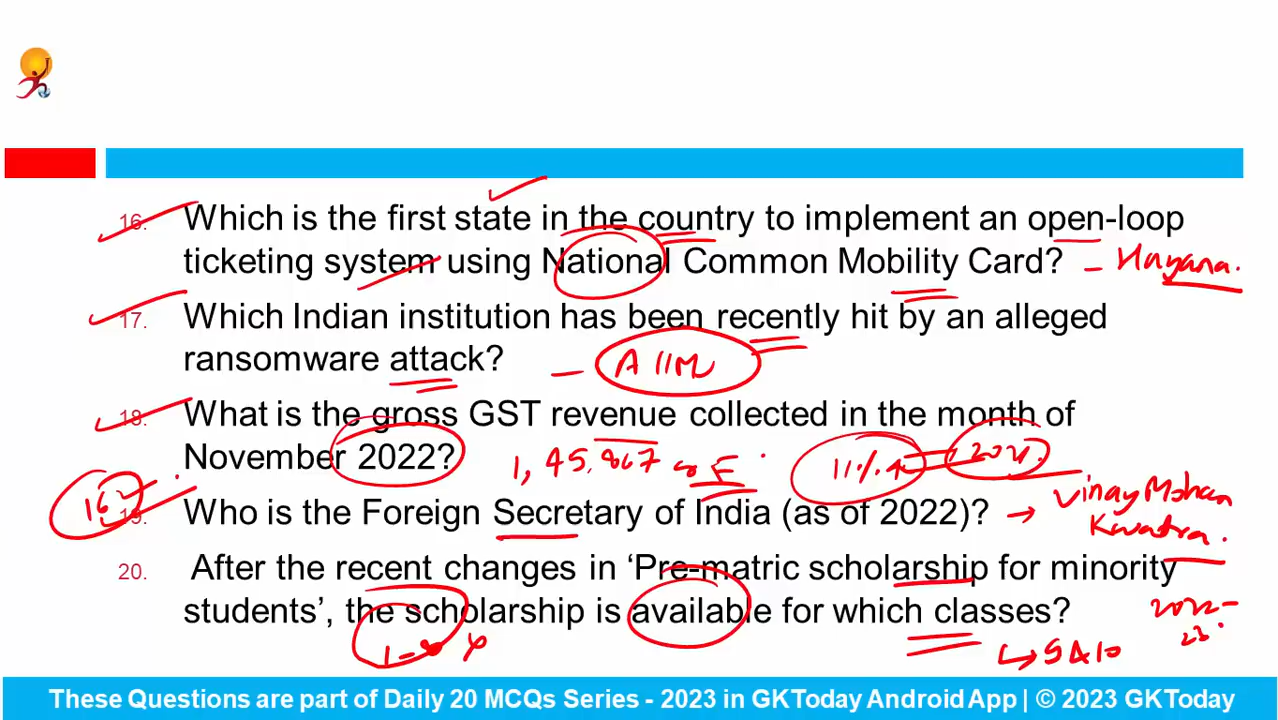 16. Which is the first state in the country to implement an open-loop
ticketing system using National Common Mobility Card? - Hayana.
17. Which Indian institution has been recently hit by an alleged
ransomware attack? - AIIM
18. What is the gross GST revenue collected in the month of
November 2022? 1,45,867
11%
19. Who is the Foreign Secretary of India (as of 2022)? → Vinay Mohan
Kwatra.
20. After the recent changes in ‘Pre-matric scholarship for minority
students’, the scholarship is available for which classes?
2022-
23.
1-8
These Questions are part of Daily 20 MCQs Series - 2023 in GKToday Android App | © 2023 GKToday